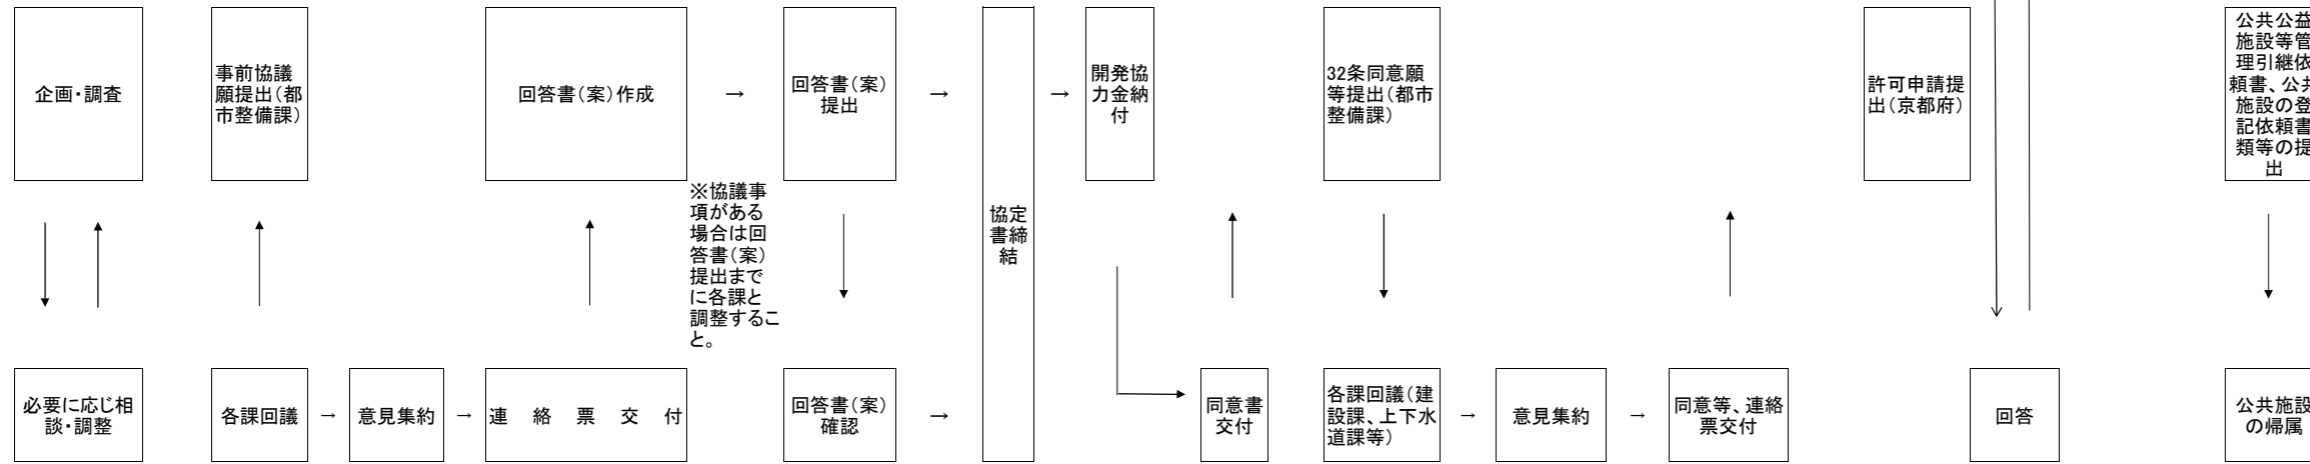 企画・調査
事前協議
願提出（都
市整備課）
回答書（案）作成
→
回答書（案）
提出
→
協定
書締
結
→
開発協
力金納
付
32条同意願
等提出（都市
整備課）
許可申請提
出（京都府）
公共公益
施設等管
理引継依
頼書、公共
施設の登
記依頼書
類等の提
出
※協議事
項がある
場合は回
答書（案）
提出まで
に各課と
調整するこ
と。
必要に応じ相
談・調整
各課回議
→
意見集約
→
連絡票交付
回答書（案）
確認
→
同意書
交付
各課回議（建
設課、上下水
道課等）
→
意見集約
→
同意等、連絡
票交付
回答
公共施設
の帰属